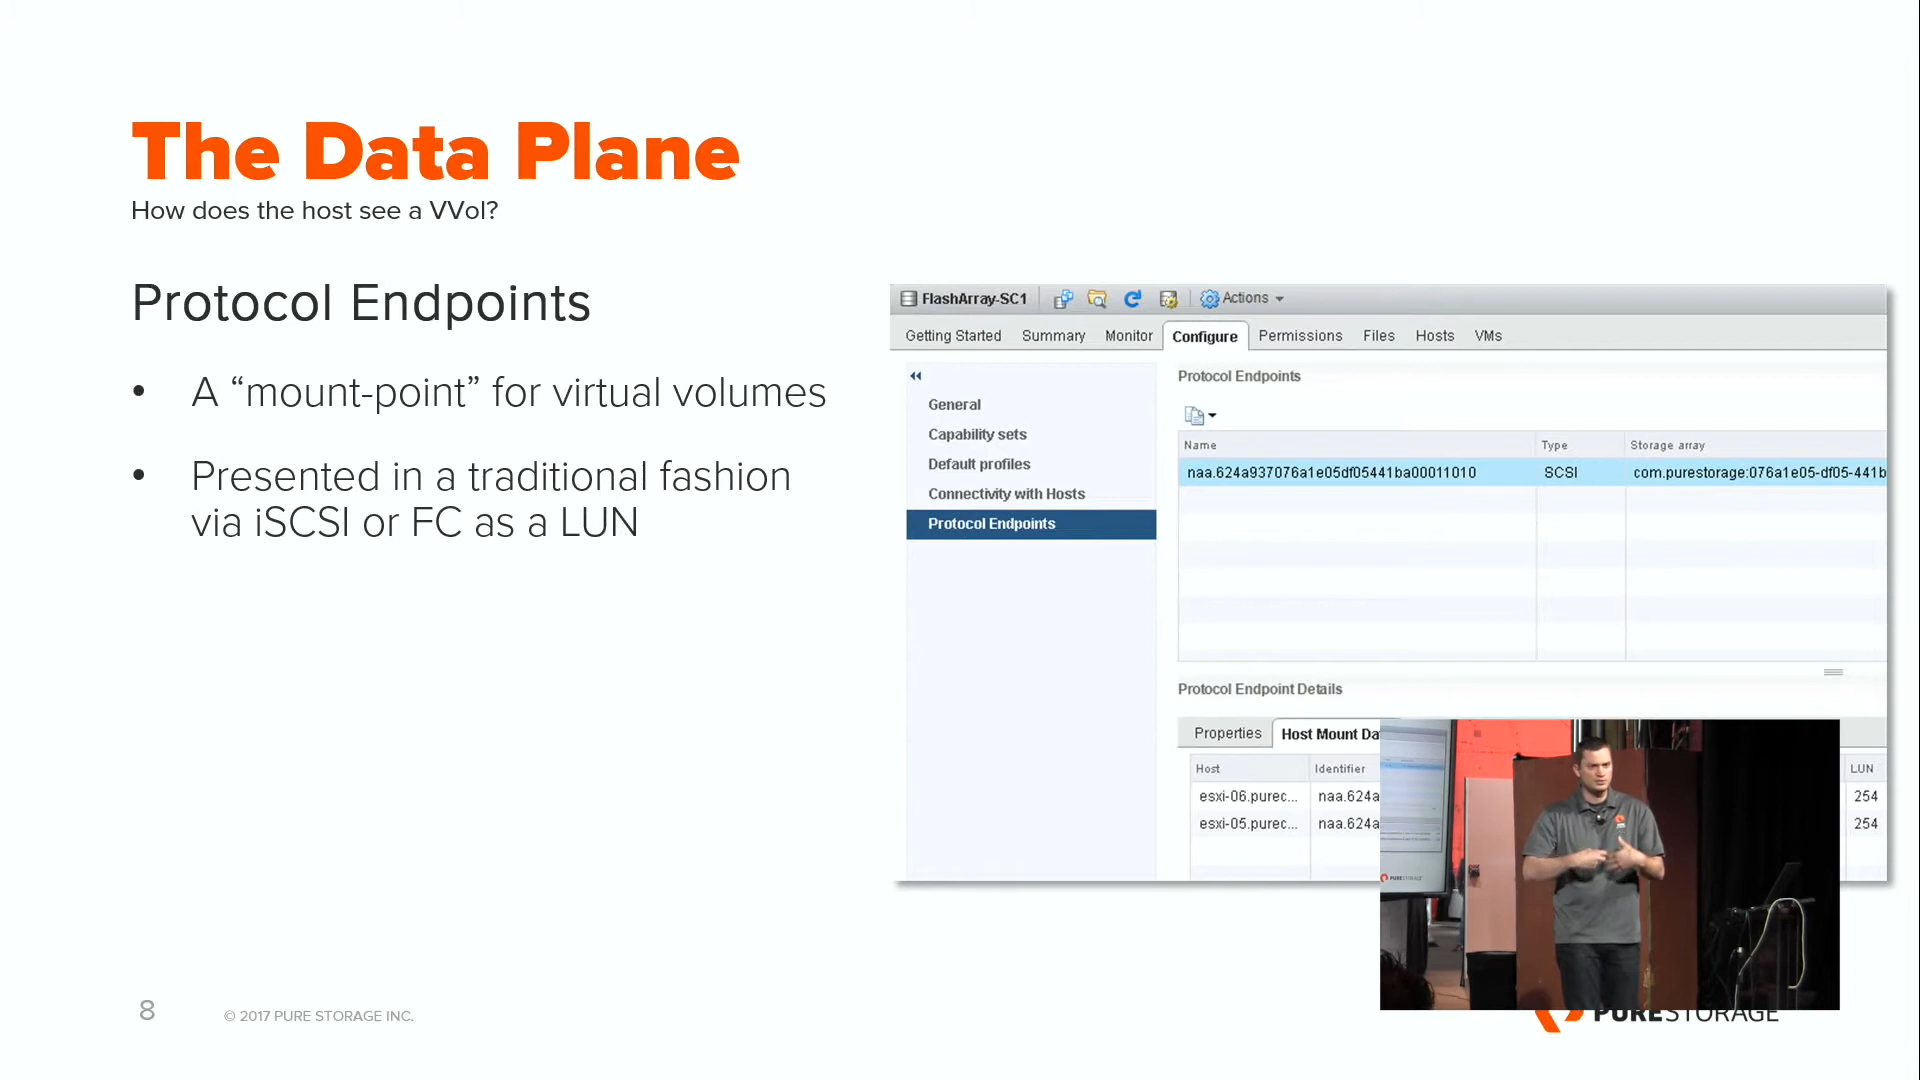 The Data Plane
How does the host see a VVol?
Protocol Endpoints
• A “mount-point” for virtual volumes
• Presented in a traditional fashion
via iSCSI or FC as a LUN
FlashArray-SC1
Actions
Getting Started Summary Monitor Configure Permissions Files Hosts VMs
General
Capability sets
Default profiles
Connectivity with Hosts
Protocol Endpoints
Protocol Endpoints
Name Type Storage array
naa.624a937076a1e05df05441ba00011010 SCSI com.purestorage:076a1e05-df05-441b
Protocol Endpoint Details
Properties Host Mount Da
Host Identifier LUN
esxi-06.purec... naa.624a 254
esxi-05.purec... naa.624a 254
8
© 2017 PURE STORAGE INC.
PURESTORAGE